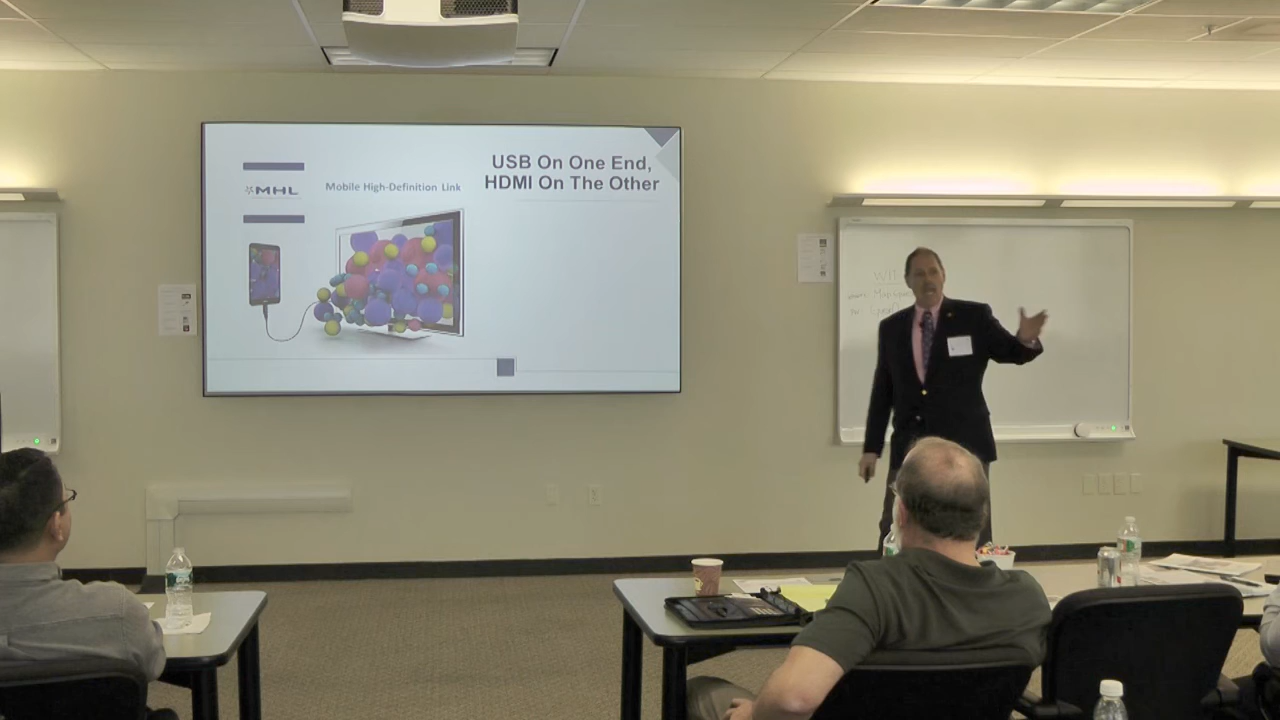 USB On One End,
HDMI On The Other
MHL
Mobile High-Definition Link